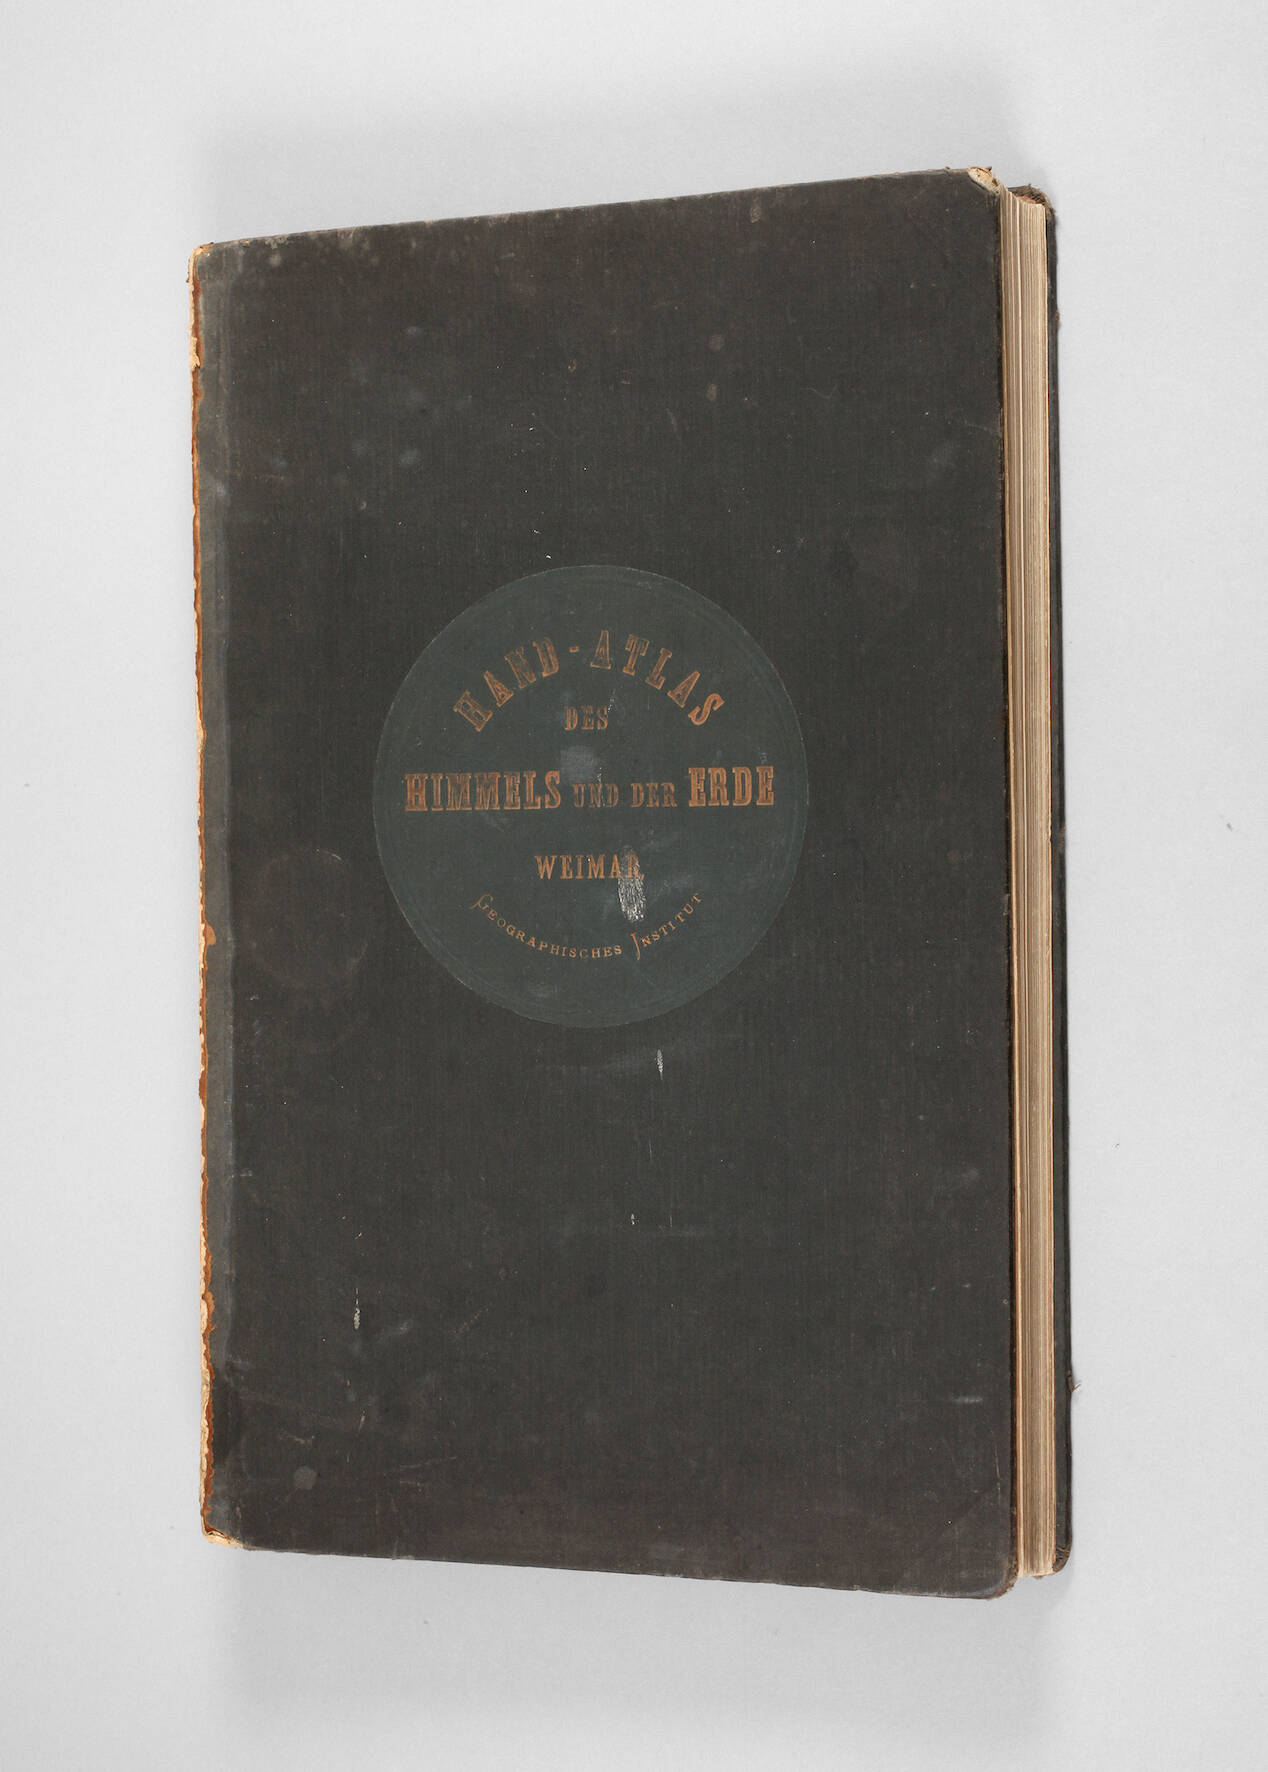 HAND-ATLAS
DES
HIMMELS UND DER ERDE
WEIMAR,
GEOGRAPHISCHES INSTITUT